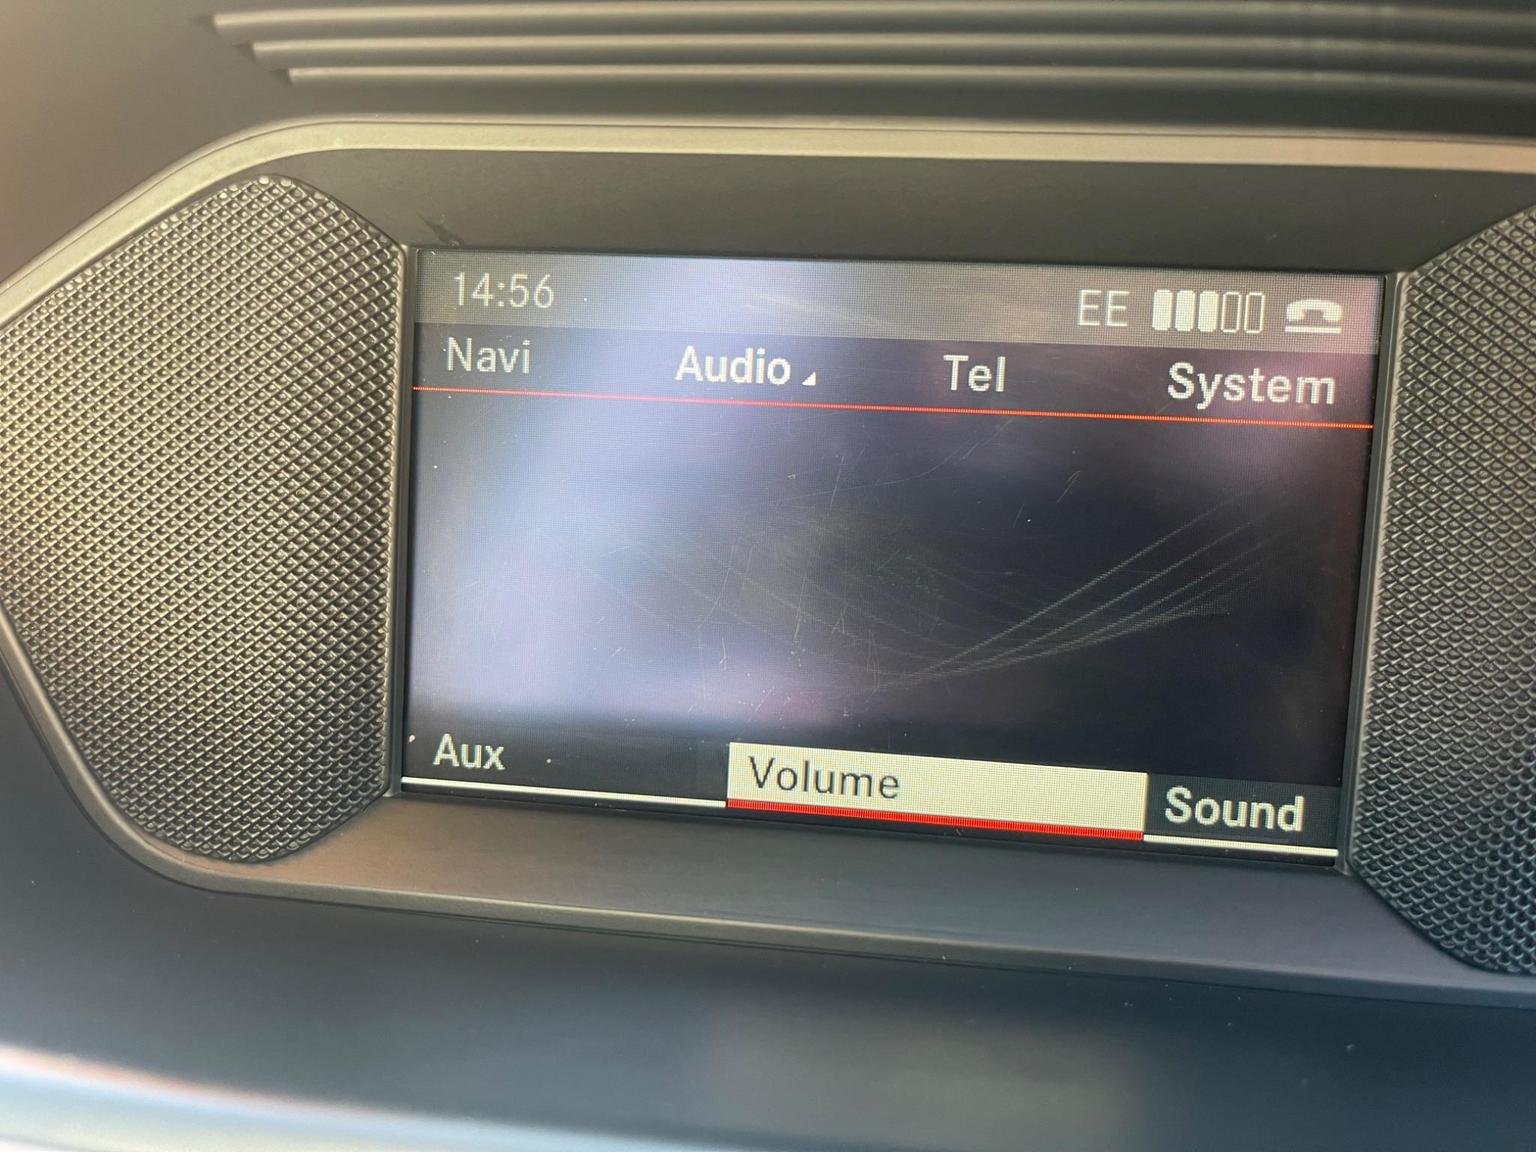 14:56 EE
Navi Audio Tel System
Aux Volume Sound